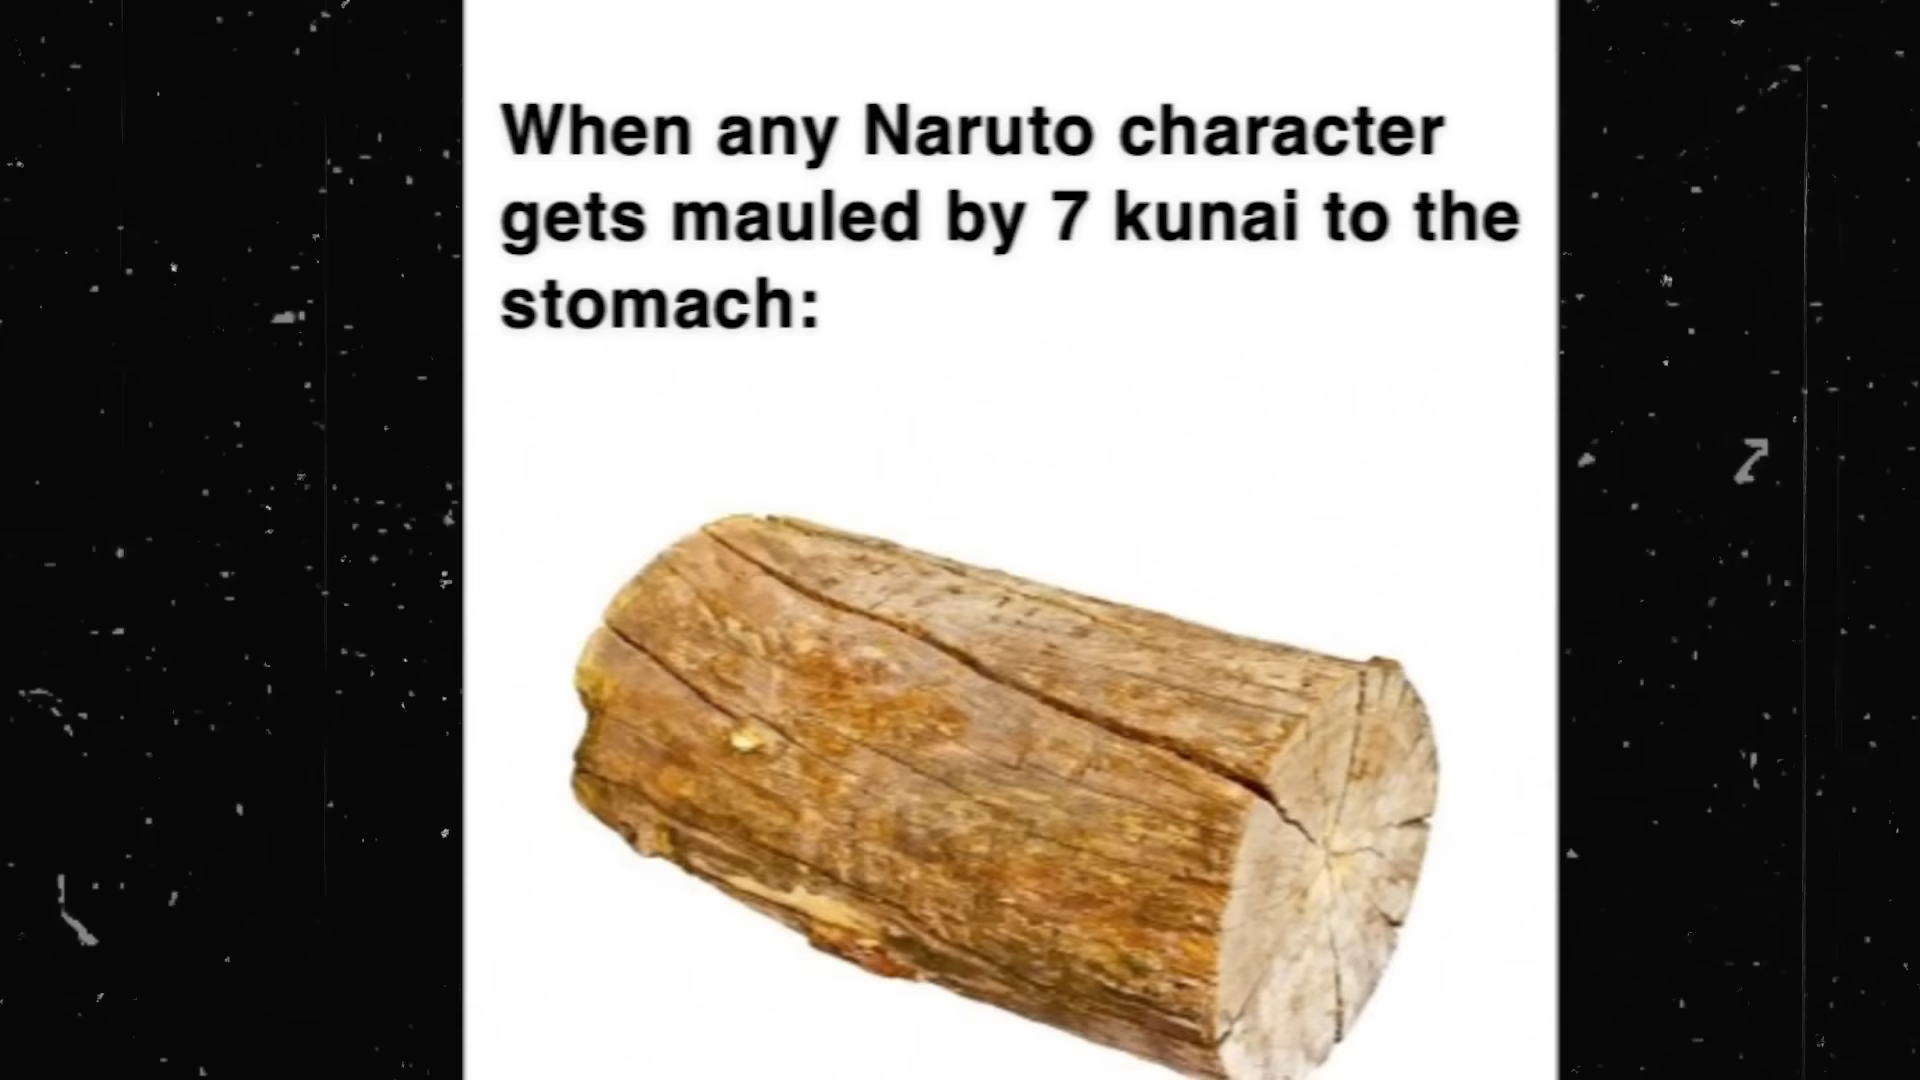 When any Naruto character
gets mauled by 7 kunai to the
stomach: